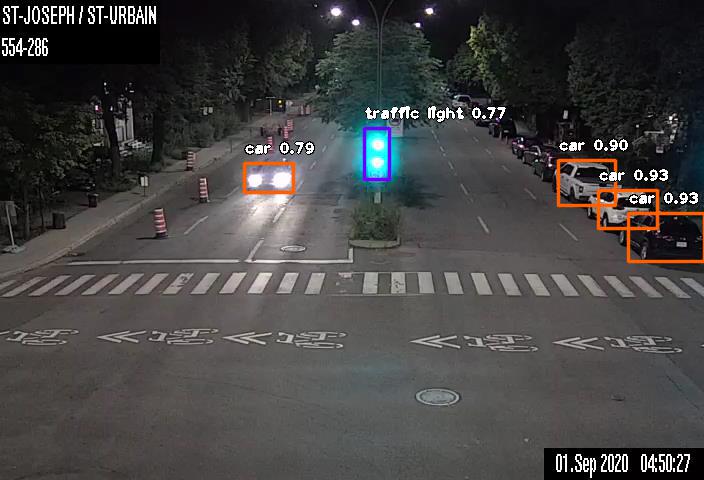 ST-JOSEPH / ST-URBAIN
554-286
traffic light 0.77
car 0.79
car 0.90
car 0.93
car 0.93
01.Sep 2020 04:50:27